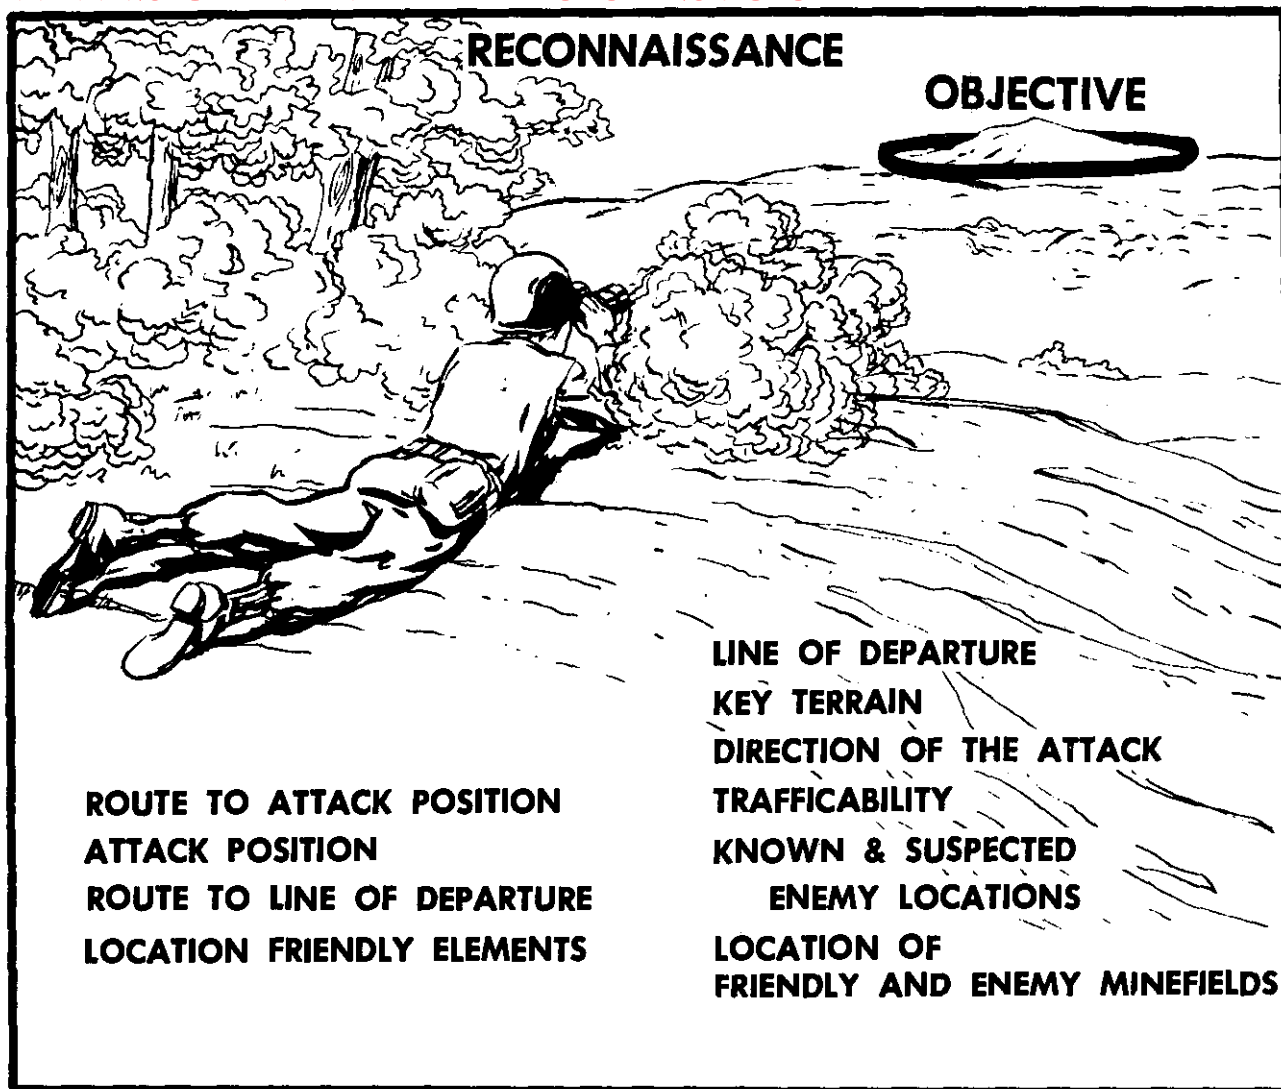 RECONNAISSANCE
OBJECTIVE
ROUTE TO ATTACK POSITION
ATTACK POSITION
ROUTE TO LINE OF DEPARTURE
LOCATION FRIENDLY ELEMENTS
LINE OF DEPARTURE
KEY TERRAIN
DIRECTION OF THE ATTACK
TRAFFICABILITY
KNOWN & SUSPECTED
ENEMY LOCATIONS
LOCATION OF
FRIENDLY AND ENEMY MINEFIELDS